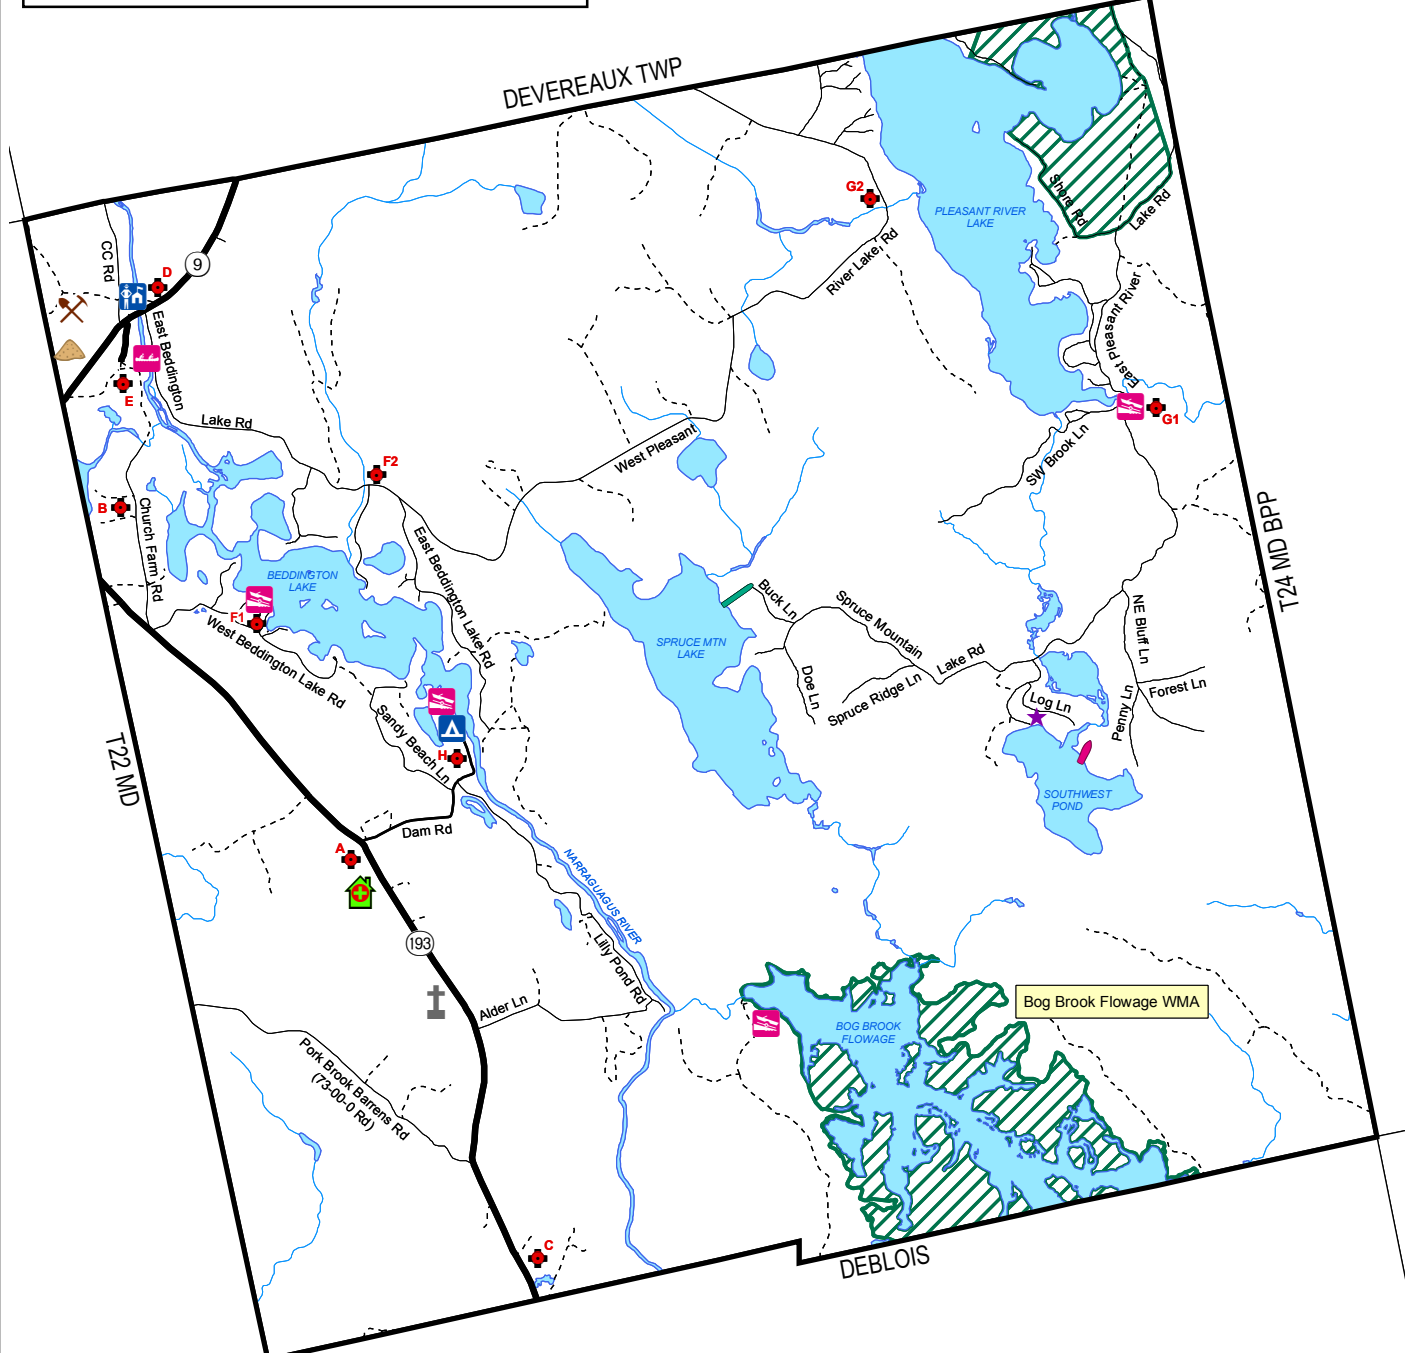 DEVEREAUX TWP
G2
PLEASANT RIVER
LAKE
Shore Rd
Lake Rd
CC Rd
9
D
River Lake Rd
East Pleasant River
East Beddington
E
Lake Rd
G1
West Pleasant
SW Brook Ln
F2
B
Church Farm Rd
T24 MD BPP
East Beddington Lake Rd
BEDDINGTON
LAKE
F1
West Beddington Lake Rd
Buck Ln
Spruce Mountain
Lake Rd
NE Bluff Ln
SPRUCE MTN
LAKE
Doe Ln
Spruce Ridge Ln
Forest Ln
Log Ln
Penny Ln
Sandy Beach Ln
H
T22 MD
SOUTHWEST
POND
Dam Rd
A
NARRAGUAGUS RIVER
193
Lilly Pond Rd
Alder Ln
Bog Brook Flowage WMA
BOG BROOK
FLOWAGE
Pork Brook Barrens Rd
(73-00-0 Rd)
C
DEBLOIS